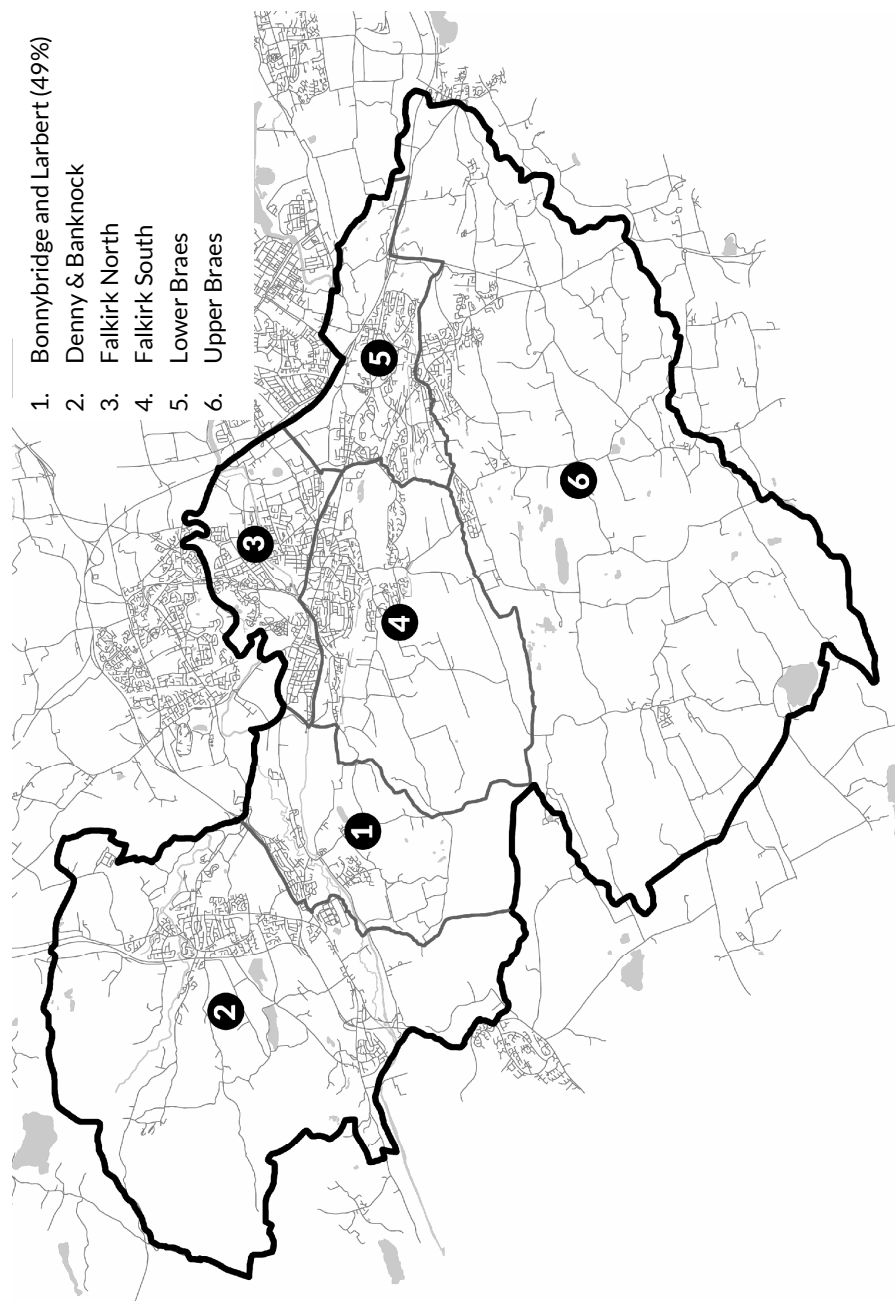 1. Bonnybridge and Larbert (49%)
2. Denny & Banknock
3. Falkirk North
4. Falkirk South
5. Lower Braes
6. Upper Braes
2
1
3
4
5
6